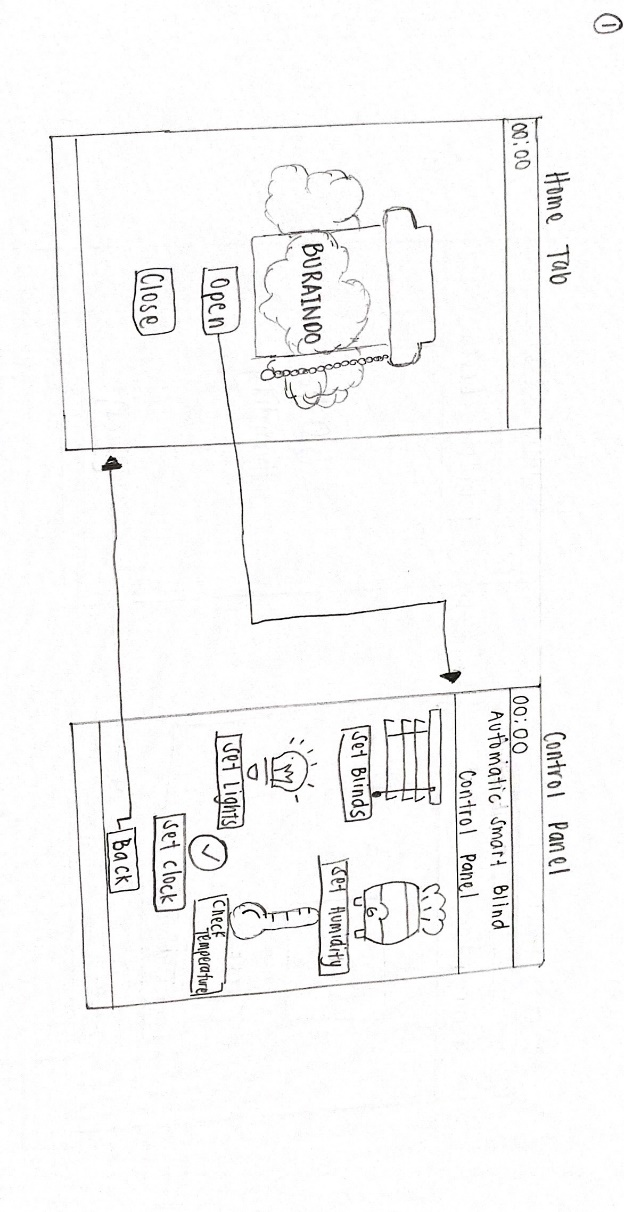 1
Home Tab
00:00
BURAINDO
Open
Close
Control Panel
00:00
Automatic Smart Blind
Control Panel
Set Blinds
Set Humidity
Set Lights
Check
Temperature
Set Clock
Back